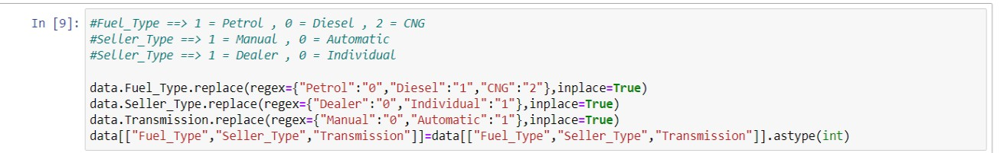 In [9]: #Fuel_Type ==> 1 = Petrol , 0 = Diesel , 2 = CNG
#Seller_Type ==> 1 = Manual , 0 = Automatic
#Seller_Type ==> 1 = Dealer , 0 = Individual
data.Fuel_Type.replace(regex={"Petrol":"0","Diesel":"1","CNG":"2"},inplace=True)
data.Seller_Type.replace(regex={"Dealer":"0","Individual":"1"},inplace=True)
data.Transmission.replace(regex={"Manual":"0","Automatic":"1"},inplace=True)
data[["Fuel_Type","Seller_Type","Transmission"]]=data[["Fuel_Type","Seller_Type","Transmission"]].astype(int)